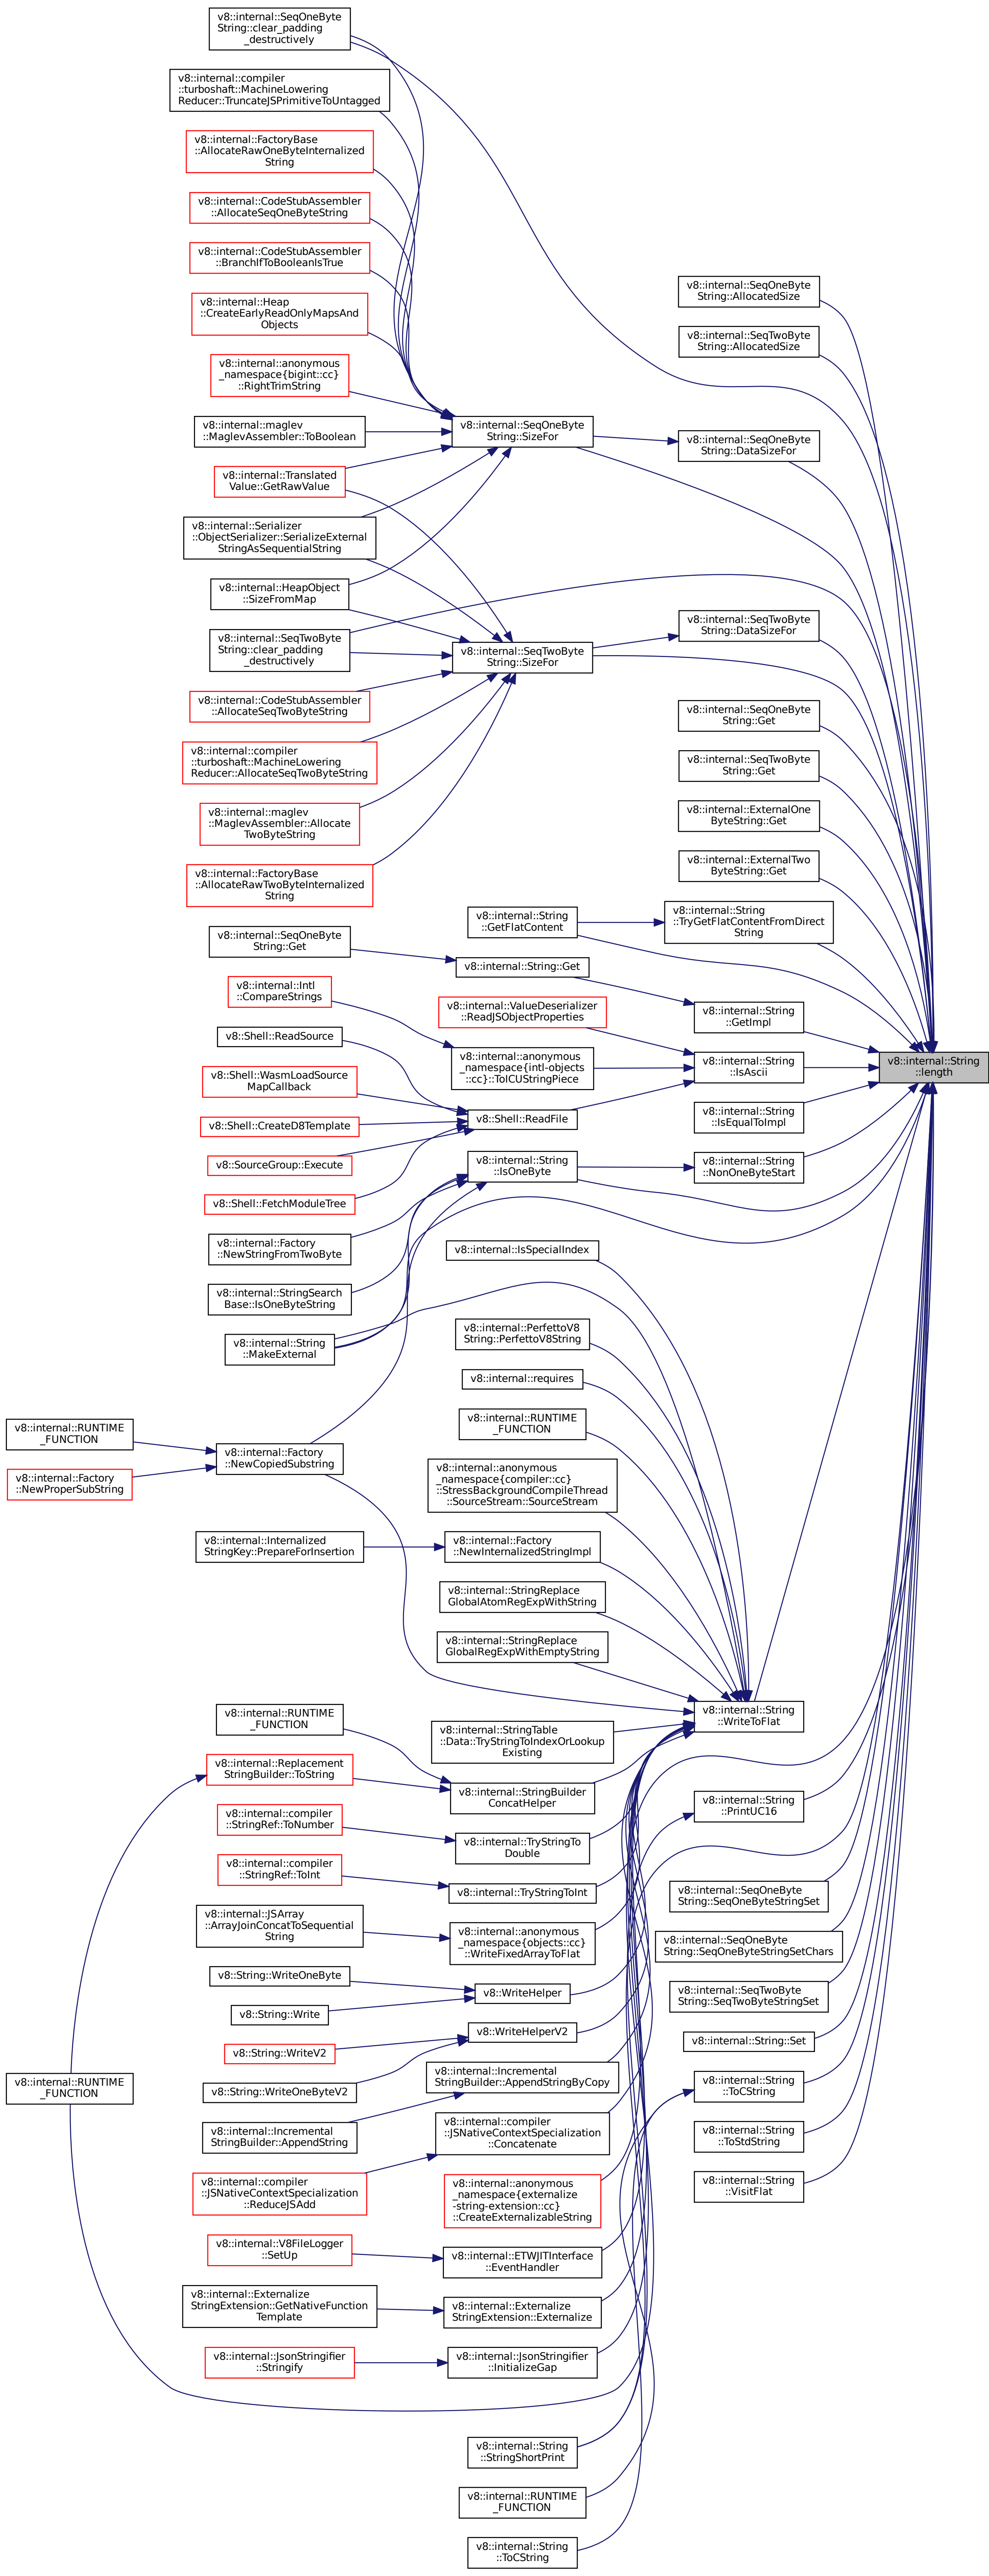 v8::internal::SeqOneByte
String::clear_padding
_destructively
v8::internal::compiler
::turboshaft::MachineLowering
Reducer::TruncateJSPrimitiveToUntagged
v8::internal::FactoryBase
::AllocateRawOneByteInternalized
String
v8::internal::CodeStubAssembler
::AllocateSeqOneByteString
v8::internal::CodeStubAssembler
::BranchIfToBooleanIsTrue
v8::internal::Heap
::CreateEarlyReadOnlyMapsAnd
Objects
v8::internal::anonymous
_namespace{bigint::cc}
::RightTrimString
v8::internal::maglev
::MaglevAssembler::ToBoolean
v8::internal::Translated
Value::GetRawValue
v8::internal::Serializer
::ObjectSerializer::SerializeExternal
StringAsSequentialString
v8::internal::HeapObject
::SizeFromMap
v8::internal::SeqTwoByte
String::clear_padding
_destructively
v8::internal::CodeStubAssembler
::AllocateSeqTwoByteString
v8::internal::compiler
::turboshaft::MachineLowering
Reducer::AllocateSeqTwoByteString
v8::internal::maglev
::MaglevAssembler::Allocate
TwoByteString
v8::internal::FactoryBase
::AllocateRawTwoByteInternalized
String
v8::internal::SeqOneByte
String::SizeFor
v8::internal::SeqTwoByte
String::SizeFor
v8::internal::SeqOneByte
String::AllocatedSize
v8::internal::SeqTwoByte
String::AllocatedSize
v8::internal::SeqOneByte
String::DataSizeFor
v8::internal::SeqTwoByte
String::DataSizeFor
v8::internal::SeqOneByte
String::Get
v8::internal::SeqTwoByte
String::Get
v8::internal::ExternalOne
ByteString::Get
v8::internal::ExternalTwo
ByteString::Get
v8::internal::String
::TryGetFlatContentFromDirect
String
v8::internal::String
::GetFlatContent
v8::internal::SeqOneByte
String::Get
v8::internal::String::Get
v8::internal::String
::GetImpl
v8::internal::Intl
::CompareStrings
v8::internal::ValueDeserializer
::ReadJSObjectProperties
v8::Shell::ReadSource
v8::internal::anonymous
_namespace{intl-objects
::cc}::ToICUStringPiece
v8::internal::String
::IsAscii
v8::internal::String
::length
v8::Shell::WasmLoadSource
MapCallback
v8::Shell::CreateD8Template
v8::Shell::ReadFile
v8::internal::String
::IsEqualToImpl
v8::SourceGroup::Execute
v8::Shell::FetchModuleTree
v8::internal::String
::IsOneByte
v8::internal::String
::NonOneByteStart
v8::internal::Factory
::NewStringFromTwoByte
v8::internal::StringSearch
Base::IsOneByteString
v8::internal::String
::MakeExternal
v8::internal::IsSpecialIndex
v8::internal::PerfettoV8
String::PerfettoV8String
v8::internal::requires
v8::internal::RUNTIME
_FUNCTION
v8::internal::RUNTIME
_FUNCTION
v8::internal::Factory
::NewProperSubString
v8::internal::Factory
::NewCopiedSubstring
v8::internal::anonymous
_namespace{compiler::cc}
::StressBackgroundCompileThread
::SourceStream::SourceStream
v8::internal::Internalized
StringKey::PrepareForInsertion
v8::internal::Factory
::NewInternalizedStringImpl
v8::internal::StringReplace
GlobalAtomRegExpWithString
v8::internal::StringReplace
GlobalRegExpWithEmptyString
v8::internal::String
::WriteToFlat
v8::internal::RUNTIME
_FUNCTION
v8::internal::StringTable
::Data::TryStringToIndexOrLookup
Existing
v8::internal::Replacement
StringBuilder::ToString
v8::internal::StringBuilder
ConcatHelper
v8::internal::String
::PrintUC16
v8::internal::compiler
::StringRef::ToNumber
v8::internal::TryStringTo
Double
v8::internal::compiler
::StringRef::ToInt
v8::internal::TryStringToInt
v8::internal::SeqOneByte
String::SeqOneByteStringSet
v8::internal::JSArray
::ArrayJoinConcatToSequential
String
v8::internal::anonymous
_namespace{objects::cc}
::WriteFixedArrayToFlat
v8::internal::SeqOneByte
String::SeqOneByteStringSetChars
v8::String::WriteOneByte
v8::String::Write
v8::WriteHelper
v8::internal::SeqTwoByte
String::SeqTwoByteStringSet
v8::String::WriteV2
v8::WriteHelperV2
v8::internal::String::Set
v8::internal::RUNTIME
_FUNCTION
v8::String::WriteOneByteV2
v8::internal::Incremental
StringBuilder::AppendStringByCopy
v8::internal::String
::ToCString
v8::internal::Incremental
StringBuilder::AppendString
v8::internal::compiler
::JSNativeContextSpecialization
::Concatenate
v8::internal::String
::ToStdString
v8::internal::compiler
::JSNativeContextSpecialization
::ReduceJSAdd
v8::internal::anonymous
_namespace{externalize
-string-extension::cc}
::CreateExternalizableString
v8::internal::String
::VisitFlat
v8::internal::V8FileLogger
::SetUp
v8::internal::ETWJITInterface
::EventHandler
v8::internal::Externalize
StringExtension::GetNativeFunction
Template
v8::internal::Externalize
StringExtension::Externalize
v8::internal::JsonStringifier
::Stringify
v8::internal::JsonStringifier
::InitializeGap
v8::internal::String
::StringShortPrint
v8::internal::RUNTIME
_FUNCTION
v8::internal::String
::ToCString